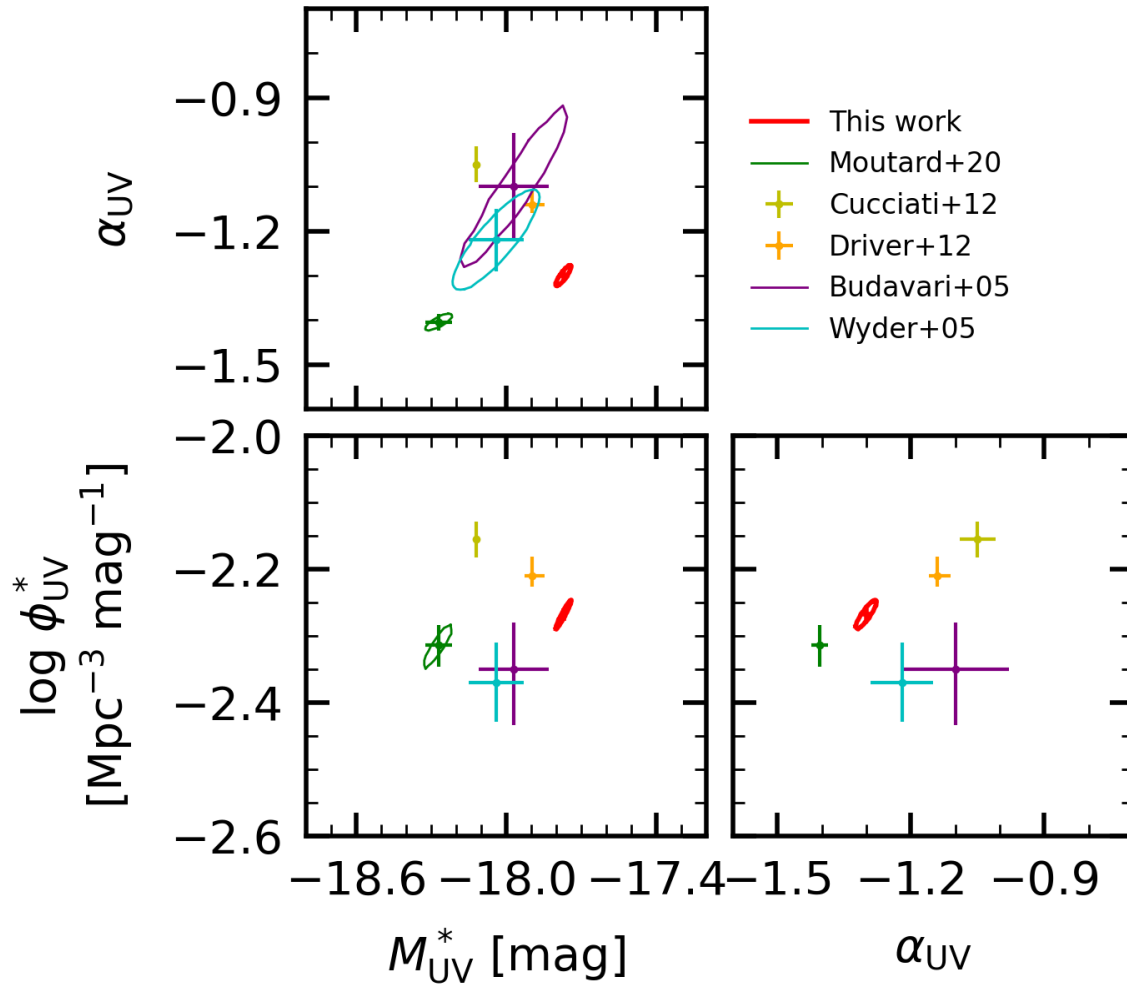 −0.9
−1.2
−1.5
α_UV
This work
Moutard+20
Cucciati+12
Driver+12
Budavari+05
Wyder+05
−2.0
−2.2
−2.4
−2.6
log ϕ*_UV
[Mpc⁻³ mag⁻¹]
−18.6 −18.0 −17.4
−1.5 −1.2 −0.9
M*_UV [mag]
α_UV